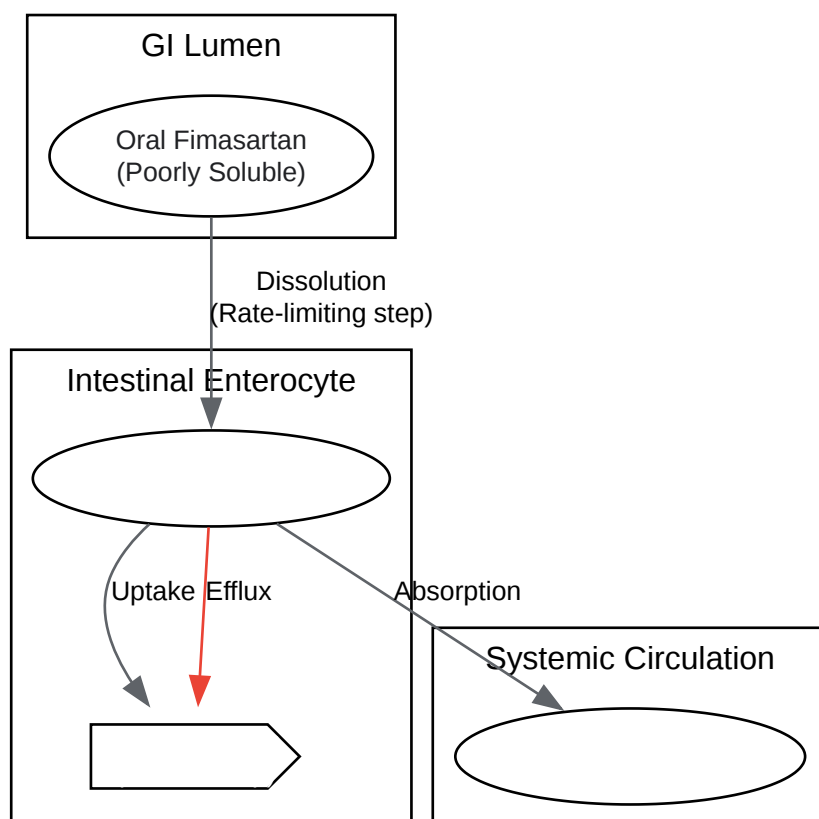 GI Lumen
Oral Fimasartan
(Poorly Soluble)
Dissolution
(Rate-limiting step)
Intestinal Enterocyte
Uptake
Efflux
Absorption
Systemic Circulation